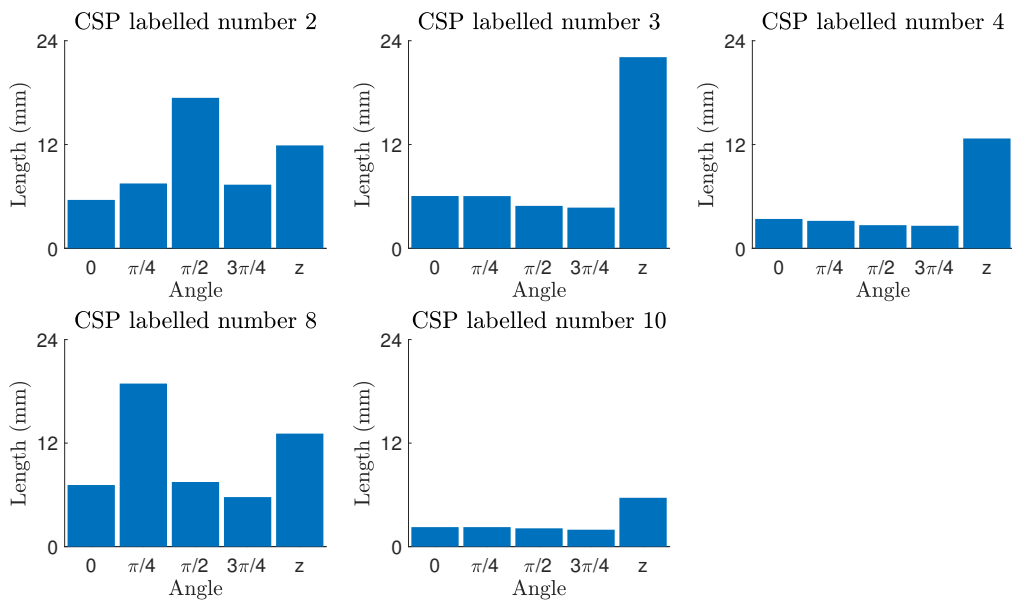 CSP labelled number 2
24
12
0
Length (mm)
0 π/4 π/2 3π/4 z
Angle
CSP labelled number 3
24
12
0
Length (mm)
0 π/4 π/2 3π/4 z
Angle
CSP labelled number 4
24
12
0
Length (mm)
0 π/4 π/2 3π/4 z
Angle
CSP labelled number 8
24
12
0
Length (mm)
0 π/4 π/2 3π/4 z
Angle
CSP labelled number 10
24
12
0
Length (mm)
0 π/4 π/2 3π/4 z
Angle